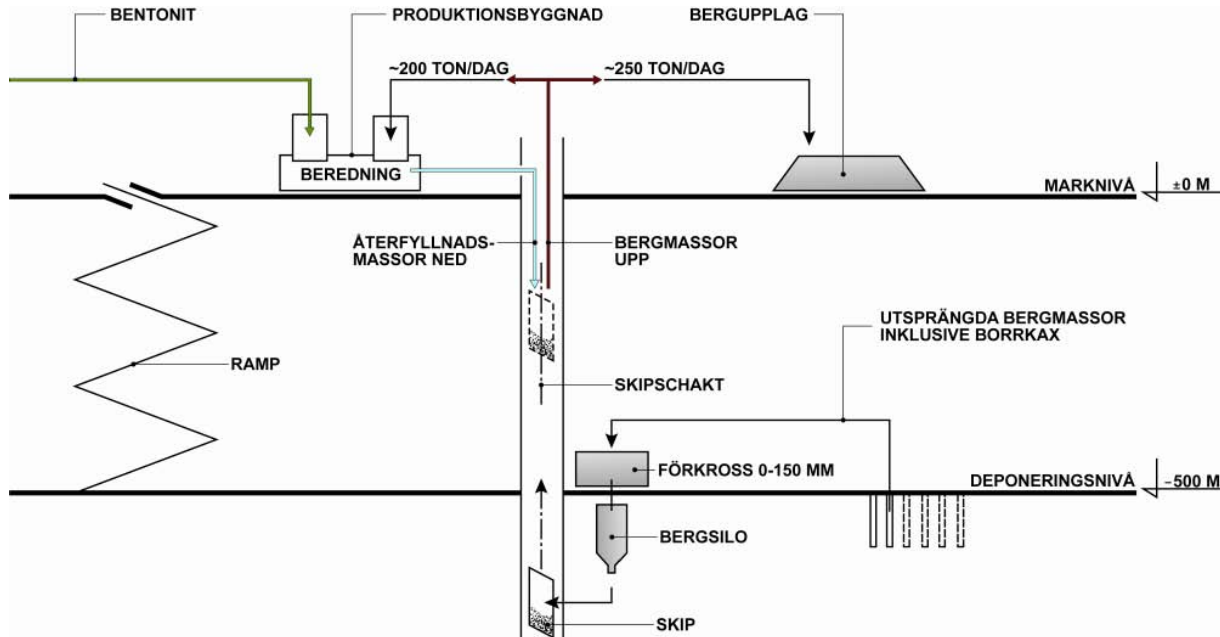 BENTONIT
PRODUKTIONSBYGGNAD
BERGUPPLAG
~200 TON/DAG
~250 TON/DAG
BEREDNING
MARKNIVÅ
±0 M
ÅTERFYLLNADS-
MASSOR NED
BERGMASSOR
UPP
UTSPRÄNGDA BERGMASSOR
INKLUSIVE BORRKAX
RAMP
SKIPSCHAKT
FÖRKROSS 0-150 MM
DEPONERINGSNIVÅ
–500 M
BERGSILO
SKIP